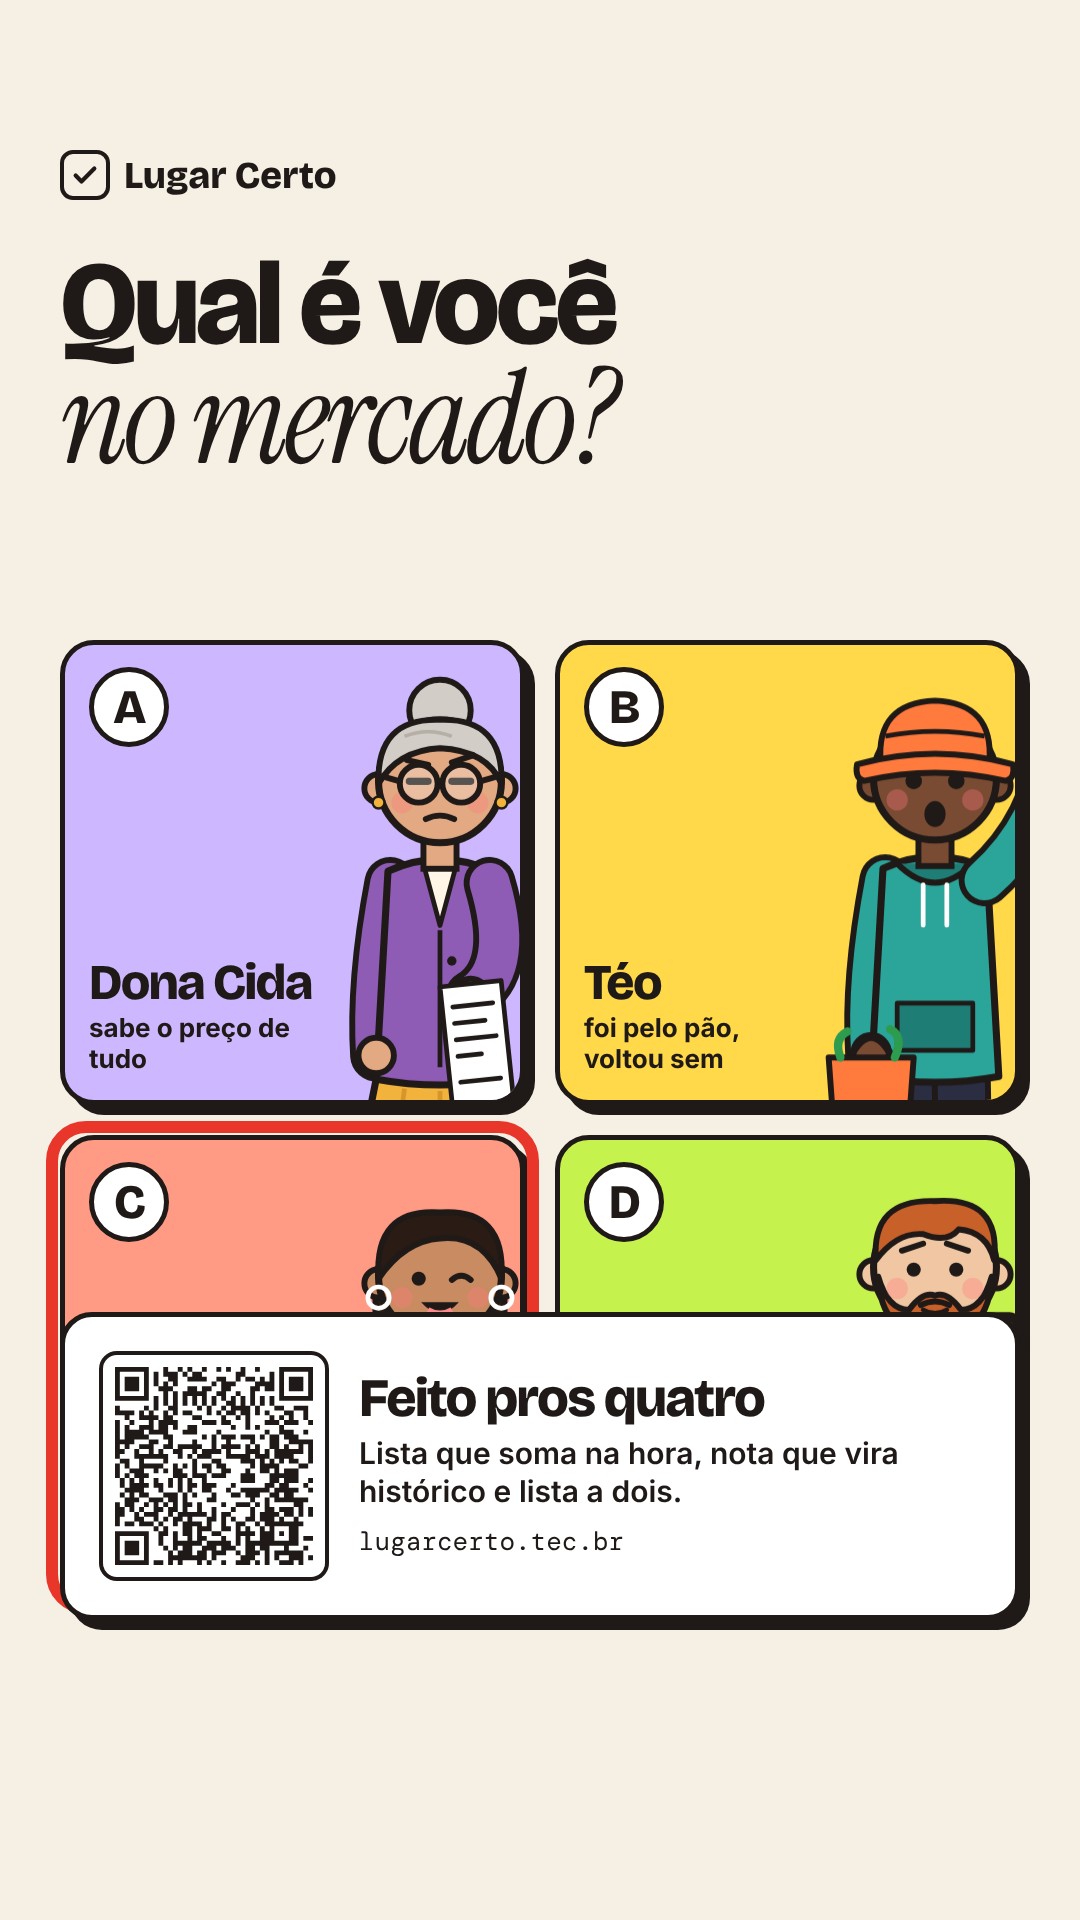 Lugar Certo
Qual é você
no mercado?
A
B
Dona Cida
sabe o preço de
tudo
Téo
foi pelo pão,
voltou sem
C
D
Feito pros quatro
Lista que soma na hora, nota que vira
histórico e lista a dois.
lugarcerto.tec.br